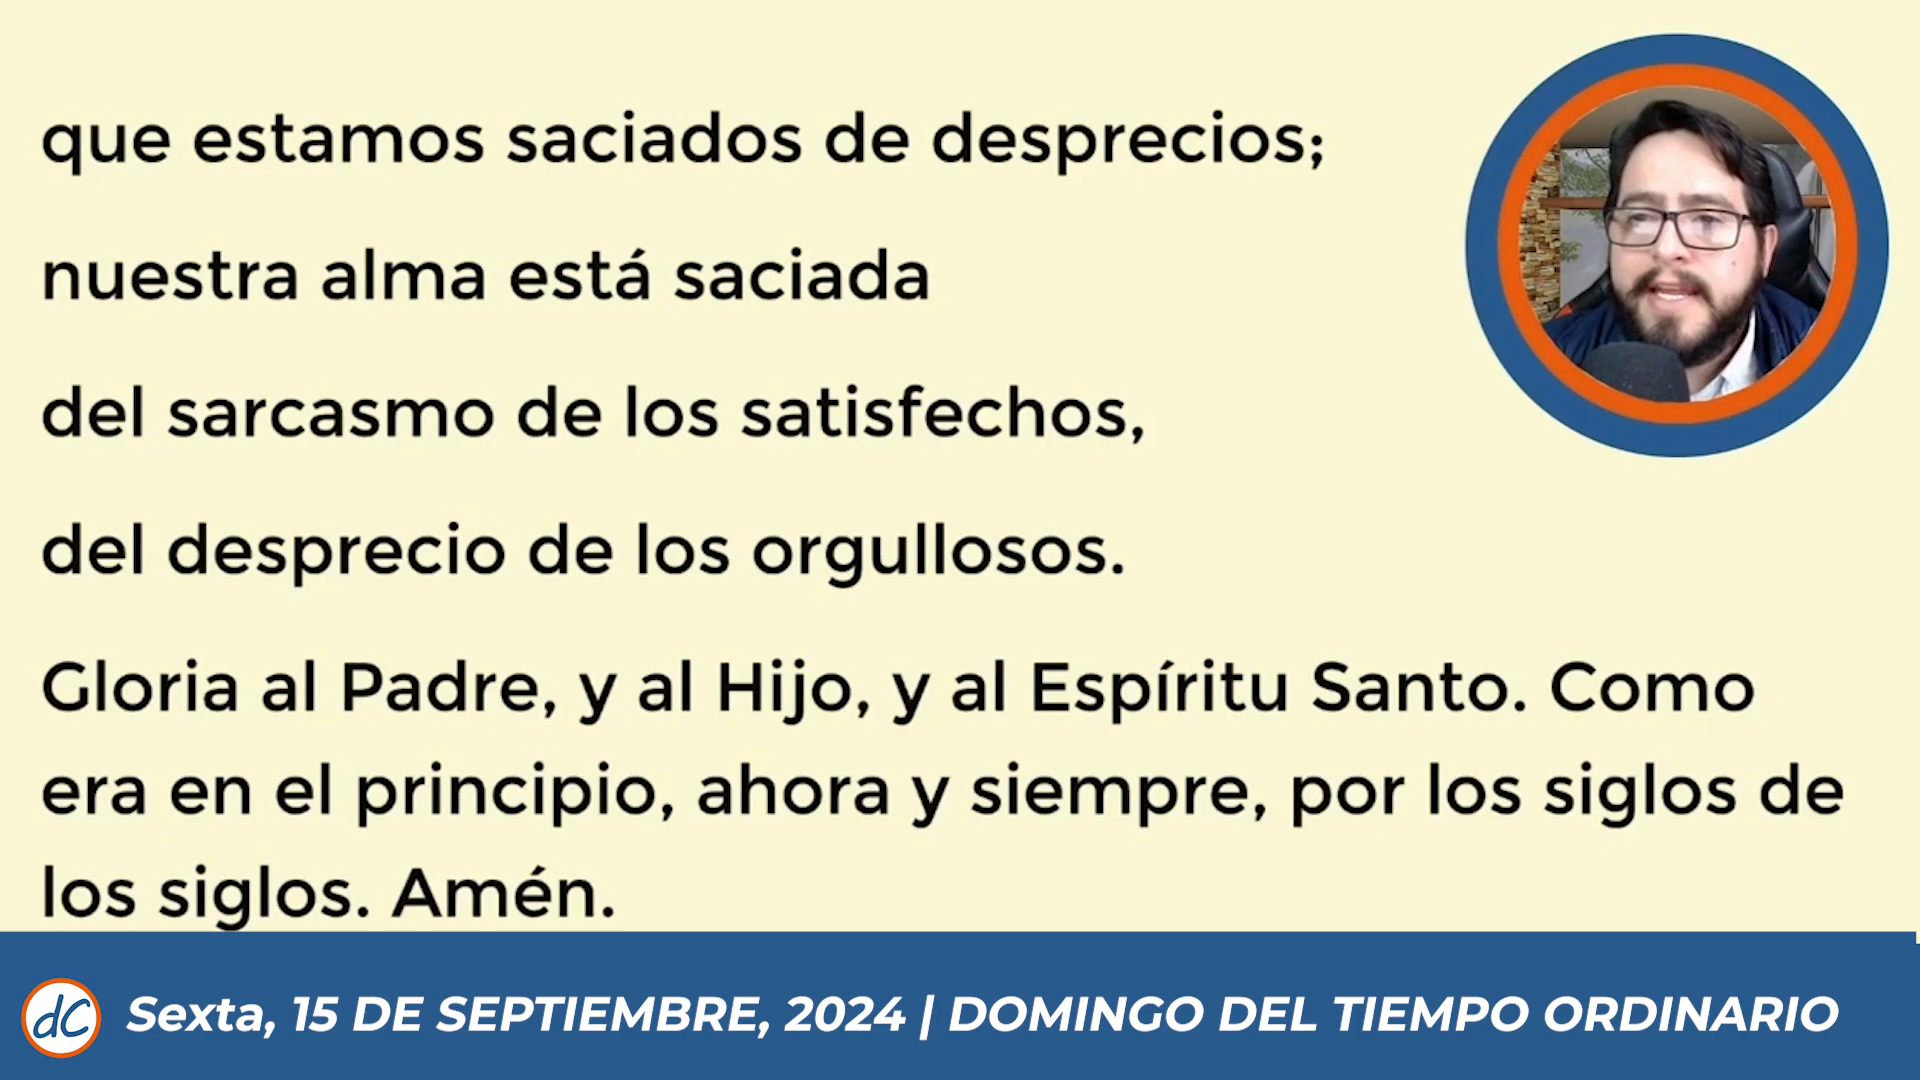 que estamos saciados de desprecios;
nuestra alma está saciada
del sarcasmo de los satisfechos,
del desprecio de los orgullosos.
Gloria al Padre, y al Hijo, y al Espíritu Santo. Como
era en el principio, ahora y siempre, por los siglos de
los siglos. Amén.
dC Sexta, 15 DE SEPTIEMBRE, 2024 | DOMINGO DEL TIEMPO ORDINARIO